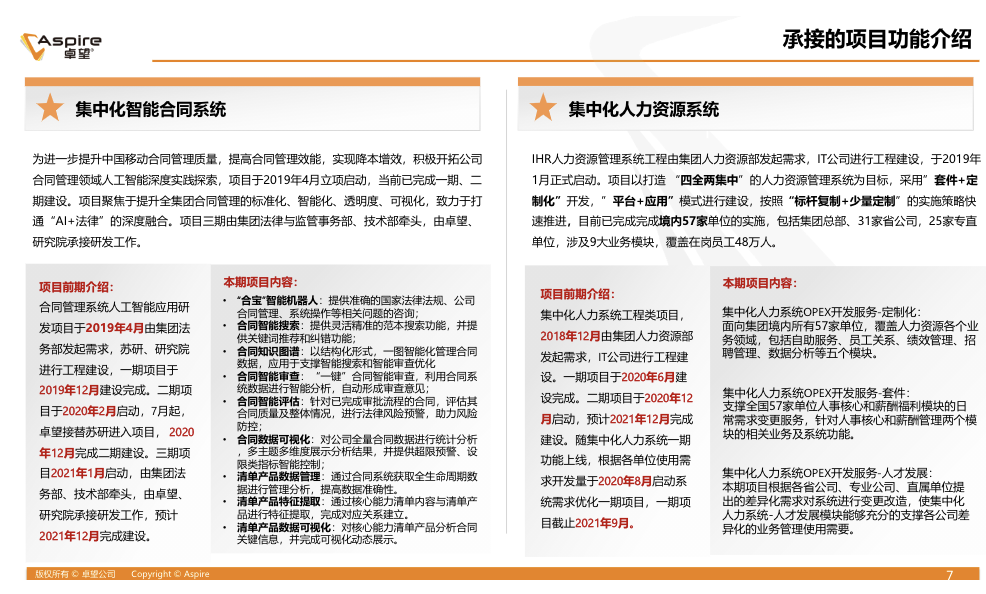 Aspire
卓望
承接的项目功能介绍
集中化智能合同系统
为进一步提升中国移动合同管理质量，提高合同管理效能，实现降本增效，积极开拓公司
合同管理领域人工智能深度实践探索，项目于2019年4月立项启动，当前已完成一期、二
期建设。项目聚焦于提升全集团合同管理的标准化、智能化、透明度、可视化，致力于打
通“AI+法律”的深度融合。项目三期由集团法律与监管事务部、技术部牵头，由卓望、
研究院承接研发工作。
项目前期介绍：
合同管理系统人工智能应用研
发项目于2019年4月由集团法
务部发起需求，苏研、研究院
进行工程建设，一期项目于
2019年12月建设完成。二期项
目于2020年2月启动，7月起，
卓望接替苏研进入项目， 2020
年12月完成二期建设。三期项
目2021年1月启动，由集团法
务部、技术部牵头，由卓望、
研究院承接研发工作，预计
2021年12月完成建设。
本期项目内容：
• “合宝”智能机器人：提供准确的国家法律法规、公司
合同管理、系统操作等相关问题的咨询；
• 合同智能搜索：提供灵活精准的范本搜索功能，并提
供关键词推荐和纠错功能；
• 合同知识图谱：以结构化形式，一图智能化管理合同
数据，应用于支撑智能搜索和智能审查优化
• 合同智能审查：“一键”合同智能审查，利用合同系
统数据进行智能分析，自动形成审查意见；
• 合同智能评估：针对已完成审批流程的合同，评估其
合同质量及整体情况，进行法律风险预警，助力风险
防控；
• 合同数据可视化：对公司全量合同数据进行统计分析
，多主题多维度展示分析结果，并提供超限预警、设
限类指标智能控制；
• 清单产品数据管理：通过合同系统获取全生命周期数
据进行管理分析，提高数据准确性。
• 清单产品特征提取：通过核心能力清单内容与清单产
品进行特征提取，完成对应关系建立。
• 清单产品数据可视化：对核心能力清单产品分析合同
关键信息，并完成可视化动态展示。
集中化人力资源系统
IHR人力资源管理系统工程由集团人力资源部发起需求，IT公司进行工程建设，于2019年
1月正式启动。项目以打造 “四全两集中”的人力资源管理系统为目标，采用”套件+定
制化”开发，”平台+应用”模式进行建设，按照“标杆复制+少量定制”的实施策略快
速推进，目前已完成完成境内57家单位的实施，包括集团总部、31家省公司，25家专直
单位，涉及9大业务模块，覆盖在岗员工48万人。
项目前期介绍：
集中化人力系统工程类项目，
2018年12月由集团人力资源部
发起需求，IT公司进行工程建
设。一期项目于2020年6月建
设完成。二期项目于2020年12
月启动，预计2021年12月完成
建设。随集中化人力系统一期
功能上线，根据各单位使用需
求开发量于2020年8月启动系
统需求优化一期项目，一期项
目截止2021年9月。
本期项目内容：
集中化人力系统OPEX开发服务-定制化：
面向集团境内所有57家单位，覆盖人力资源各个业
务领域，包括自助服务、员工关系、绩效管理、招
聘管理、数据分析等五个模块。
集中化人力系统OPEX开发服务-套件：
支撑全国57家单位人事核心和薪酬福利模块的日
常需求变更服务，针对人事核心和薪酬管理两个模
块的相关业务及系统功能。
集中化人力系统OPEX开发服务-人才发展：
本期项目根据各省公司、专业公司、直属单位提
出的差异化需求对系统进行变更改造，使集中化
人力系统-人才发展模块能够充分的支撑各公司差
异化的业务管理使用需要。
版权所有 © 卓望公司 Copyright © Aspire
7